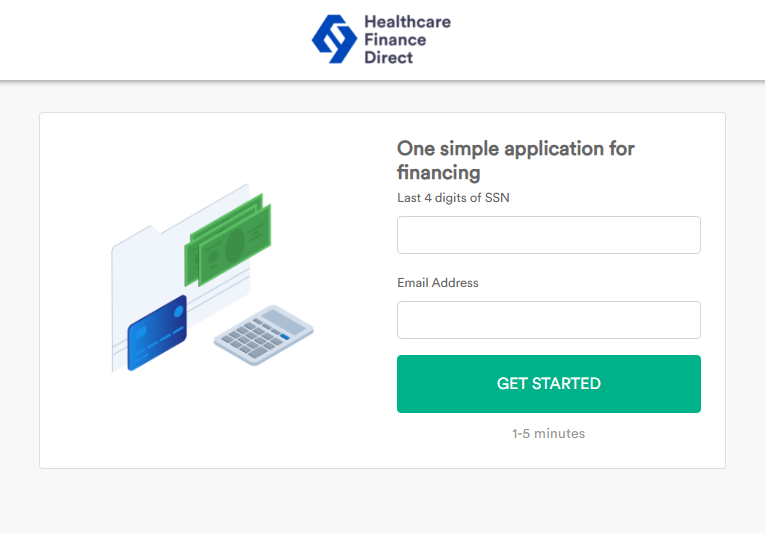 Healthcare
Finance
Direct
One simple application for
financing
Last 4 digits of SSN
Email Address
GET STARTED
1-5 minutes